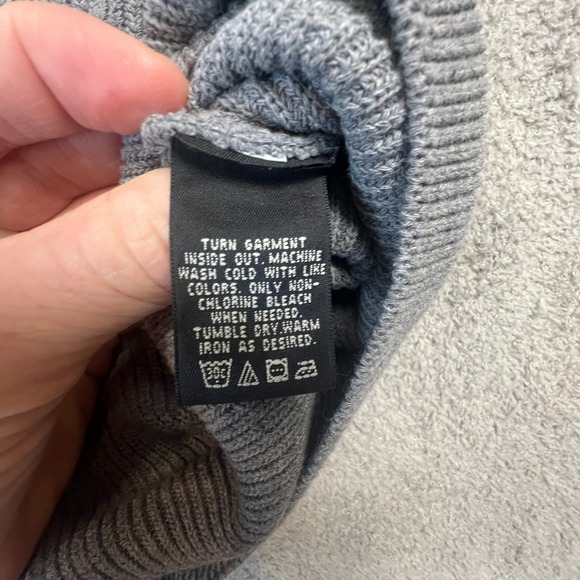 TURN GARMENT
INSIDE OUT. MACHINE
WASH COLD WITH LIKE
COLORS. ONLY NON-
CHLORINE BLEACH
WHEN NEEDED.
TUMBLE DRY.WARM
IRON AS DESIRED.
30C